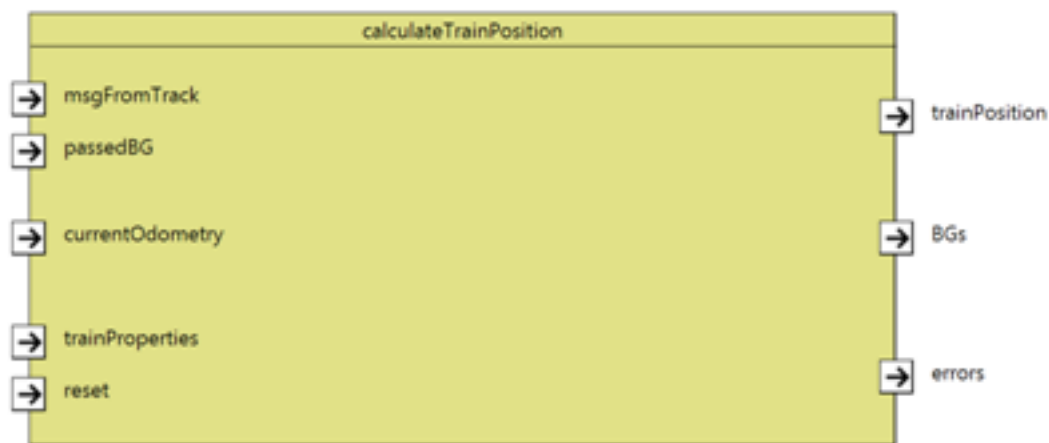 calculateTrainPosition
msgFromTrack
passedBG
currentOdometry
trainProperties
reset
trainPosition
BGs
errors